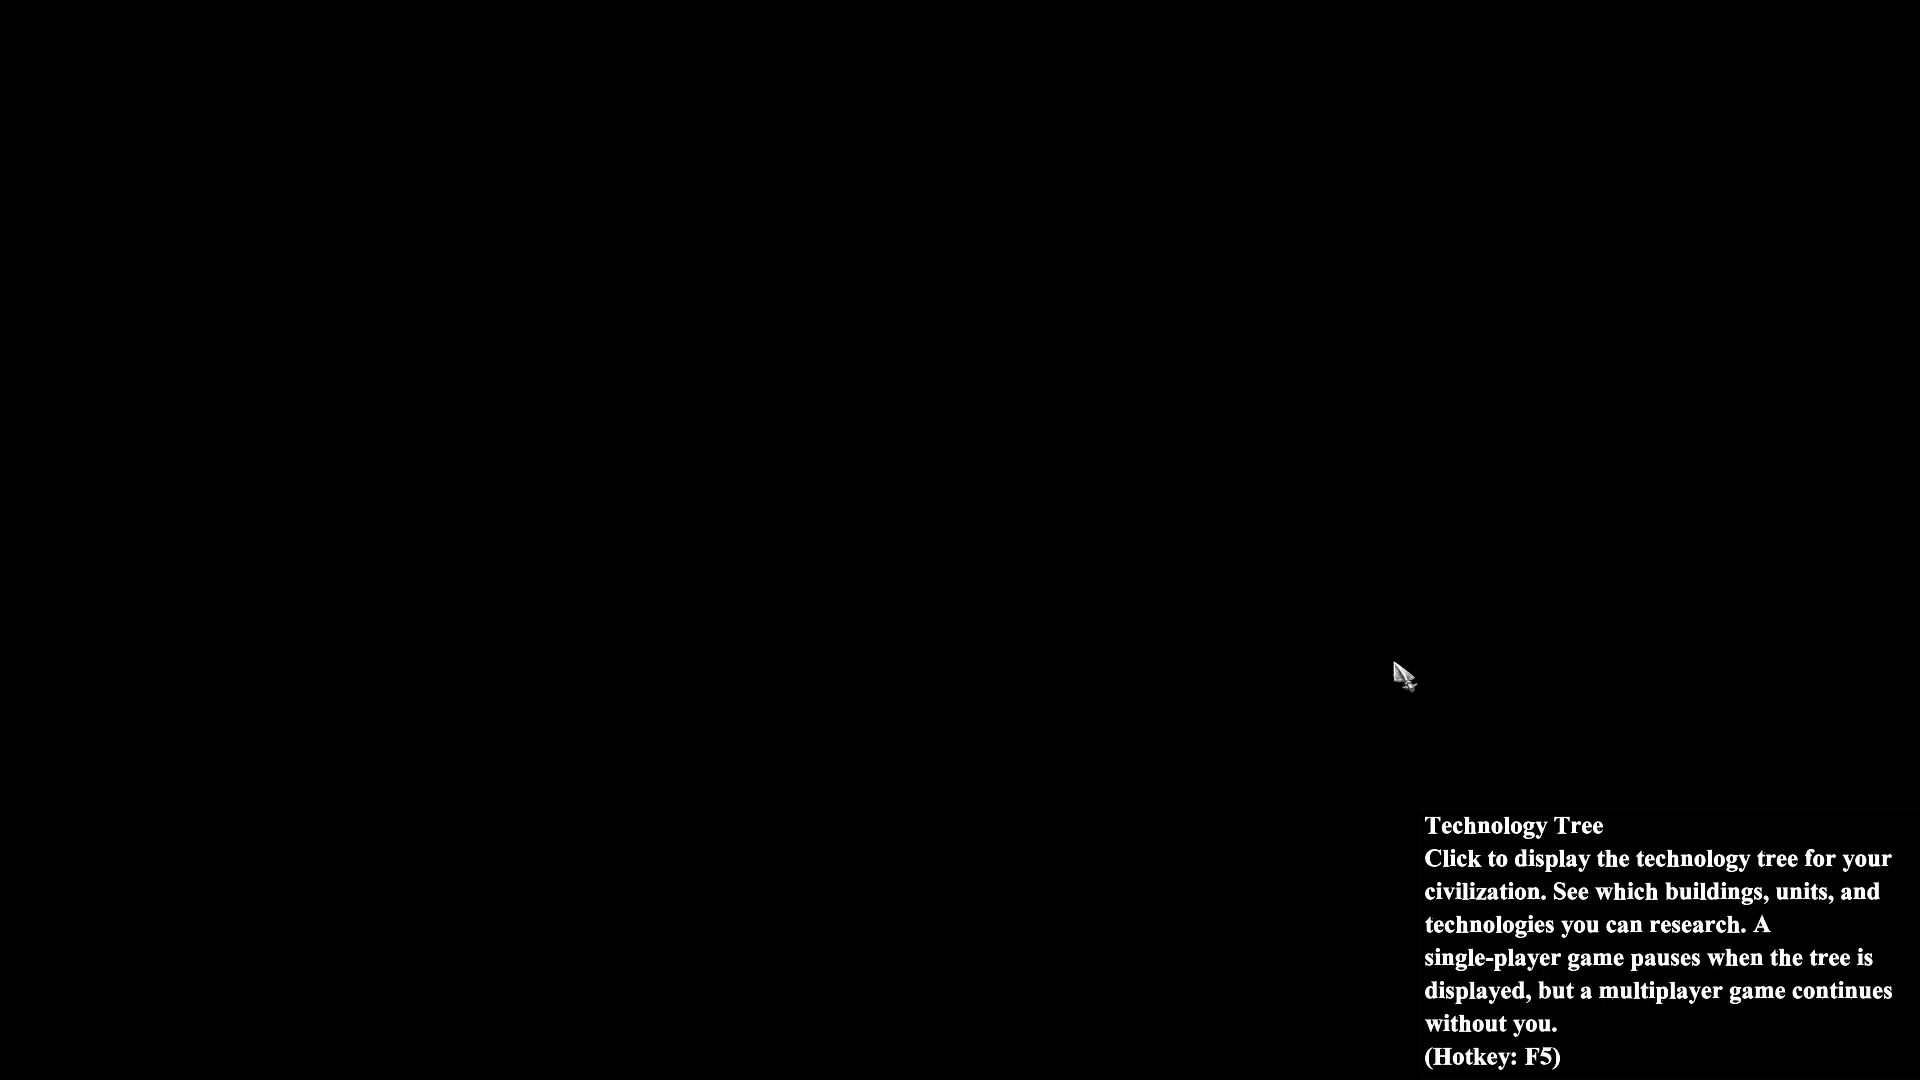 Technology Tree
Click to display the technology tree for your
civilization. See which buildings, units, and
technologies you can research. A
single-player game pauses when the tree is
displayed, but a multiplayer game continues
without you.
(Hotkey: F5)